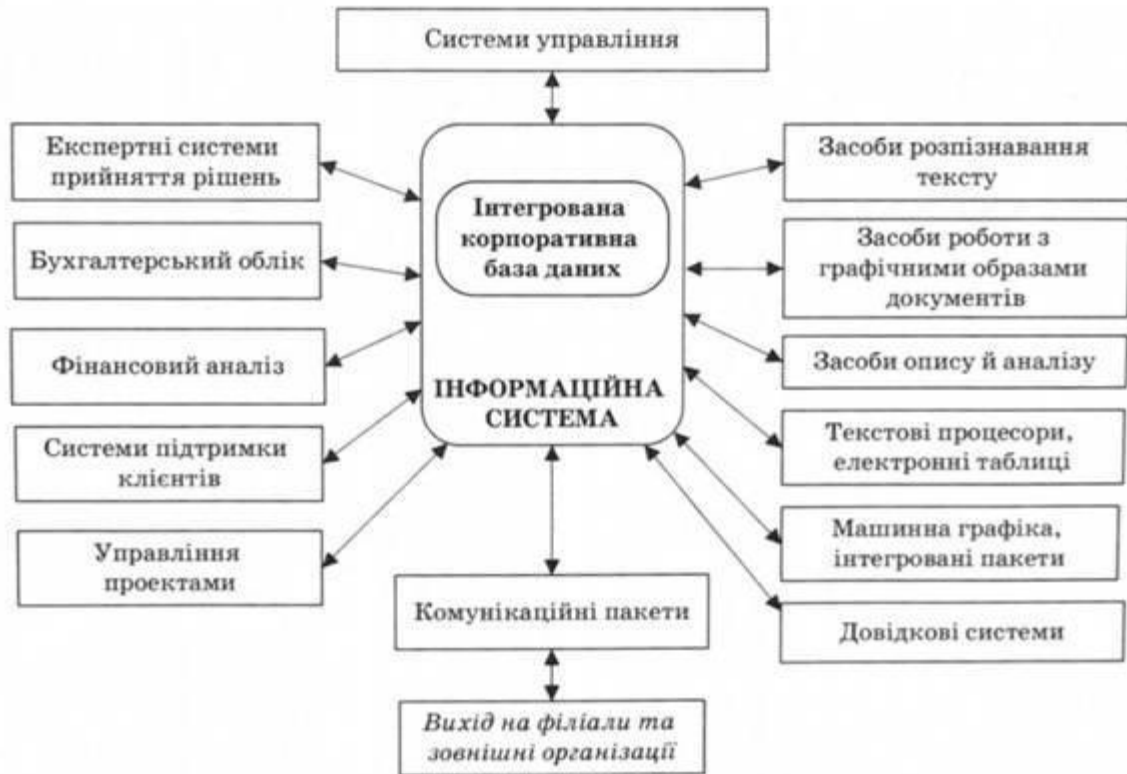 Системи управління
Експертні системи
прийняття рішень
Бухгалтерський облік
Фінансовий аналіз
Системи підтримки
клієнтів
Управління
проектами
Інтегрована
корпоративна
база даних
ІНФОРМАЦІЙНА
СИСТЕМА
Засоби розпізнавання
тексту
Засоби роботи з
графічними образами
документів
Засоби опису й аналізу
Текстові процесори,
електронні таблиці
Машинна графіка,
інтегровані пакети
Довідкові системи
Комунікаційні пакети
Вихід на філіали та
зовнішні організації